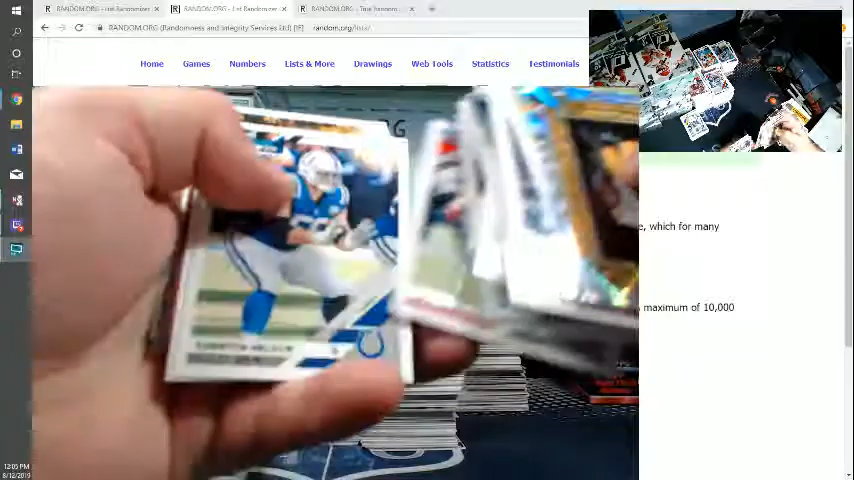 RANDOM.ORG - List Randomizer
RANDOM.ORG - List Randomizer
RANDOM.ORG - True Random
RANDOM.ORG (Randomness and Integrity Services Ltd) [IE]
random.org/lists/
Home
Games
Numbers
Lists & More
Drawings
Web Tools
Statistics
Testimonials
RG
e, which for many
maximum of 10,000
12:05 PM
8/12/2019